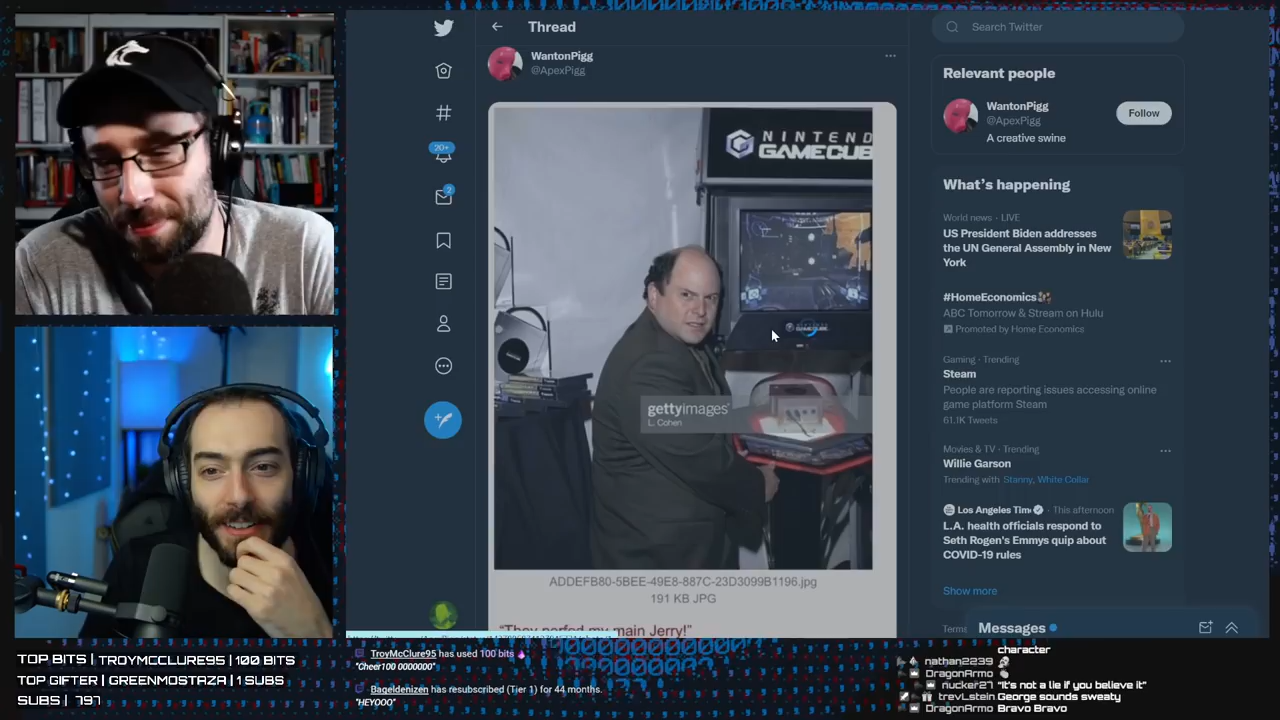 Thread
WantonPigg
@ApexPigg
20+
2
NINTEND
GAMECUB
gettyimages
L. Cohen
ADDEFB80-5BEE-49E8-887C-23D3099B1196.jpg
191 KB JPG
"They nerfed my main Jerry!"
Search Twitter
Relevant people
WantonPigg
@ApexPigg
A creative swine
Follow
What's happening
World news · LIVE
US President Biden addresses
the UN General Assembly in New
York
#HomeEconomics
ABC Tomorrow & Stream on Hulu
Promoted by Home Economics
Gaming · Trending
Steam
People are reporting issues accessing online
game platform Steam
61.1K Tweets
Movies & TV · Trending
Willie Garson
Trending with Stanny, White Collar
Los Angeles Time · This afternoon
L.A. health officials respond to
Seth Rogen's Emmys quip about
COVID-19 rules
Show more
Terms
Messages
TOP BITS | TROYMCCLURE95 | 100 BITS
TOP GIFTER | GREENMOSTAZA | 1 SUBS
SUBS | 797
TroyMcClure95 has used 100 bits
"Cheer100 0000000"
Bageldenizen has resubscribed (Tier 1) for 44 months.
"HEYOOO"
character
nathan2239
DragonArmo
nucker27 "It's not a lie if you believe it"
trevLstein George sounds sweaty
DragonArmo Bravo Bravo